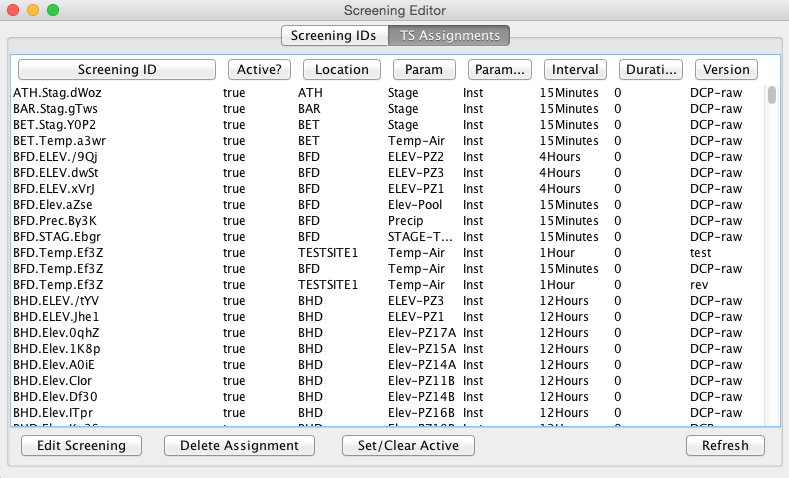 Screening Editor
Screening IDs TS Assignments
Screening ID Active? Location Param Param... Interval Durati... Version
ATH.Stag.dWoz true ATH Stage Inst 15Minutes 0 DCP-raw
BAR.Stag.gTws true BAR Stage Inst 15Minutes 0 DCP-raw
BET.Stag.Y0P2 true BET Stage Inst 15Minutes 0 DCP-raw
BET.Temp.a3wr true BET Temp-Air Inst 15Minutes 0 DCP-raw
BFD.ELEV./9Qj true BFD ELEV-PZ2 Inst 4Hours 0 DCP-raw
BFD.ELEV.dwSt true BFD ELEV-PZ3 Inst 4Hours 0 DCP-raw
BFD.ELEV.xVrJ true BFD ELEV-PZ1 Inst 4Hours 0 DCP-raw
BFD.Elev.aZse true BFD Elev-Pool Inst 15Minutes 0 DCP-raw
BFD.Prec.By3K true BFD Precip Inst 15Minutes 0 DCP-raw
BFD.STAG.Ebgr true BFD STAGE-T... Inst 15Minutes 0 DCP-raw
BFD.Temp.Ef3Z true TESTSITE1 Temp-Air Inst 1Hour 0 test
BFD.Temp.Ef3Z true BFD Temp-Air Inst 15Minutes 0 DCP-raw
BFD.Temp.Ef3Z true TESTSITE1 Temp-Air Inst 1Hour 0 rev
BHD.ELEV./tYV true BHD ELEV-PZ3 Inst 12Hours 0 DCP-raw
BHD.ELEV.Jhe1 true BHD ELEV-PZ1 Inst 12Hours 0 DCP-raw
BHD.Elev.0qhZ true BHD Elev-PZ17A Inst 12Hours 0 DCP-raw
BHD.Elev.1K8p true BHD Elev-PZ15A Inst 12Hours 0 DCP-raw
BHD.Elev.A0iE true BHD Elev-PZ14A Inst 12Hours 0 DCP-raw
BHD.Elev.CIor true BHD Elev-PZ11B Inst 12Hours 0 DCP-raw
BHD.Elev.Df30 true BHD Elev-PZ14B Inst 12Hours 0 DCP-raw
BHD.Elev.ITpr true BHD Elev-PZ16B Inst 12Hours 0 DCP-raw
true BHD Inst 12Hours 0 DCP-raw
Edit Screening Delete Assignment Set/Clear Active Refresh